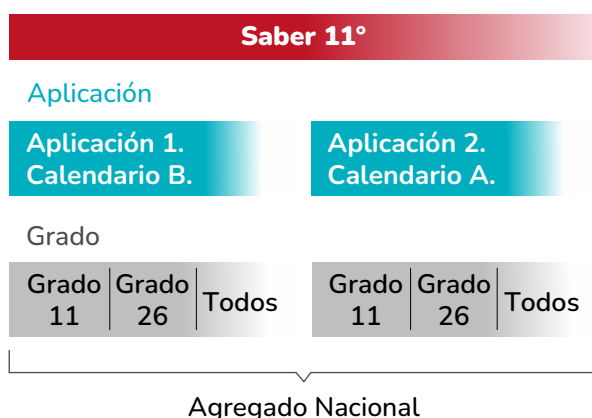 Saber 11°
Aplicación
Aplicación 1.
Calendario B.
Aplicación 2.
Calendario A.
Grado
Grado 11
Grado 26
Todos
Grado 11
Grado 26
Todos
Agregado Nacional